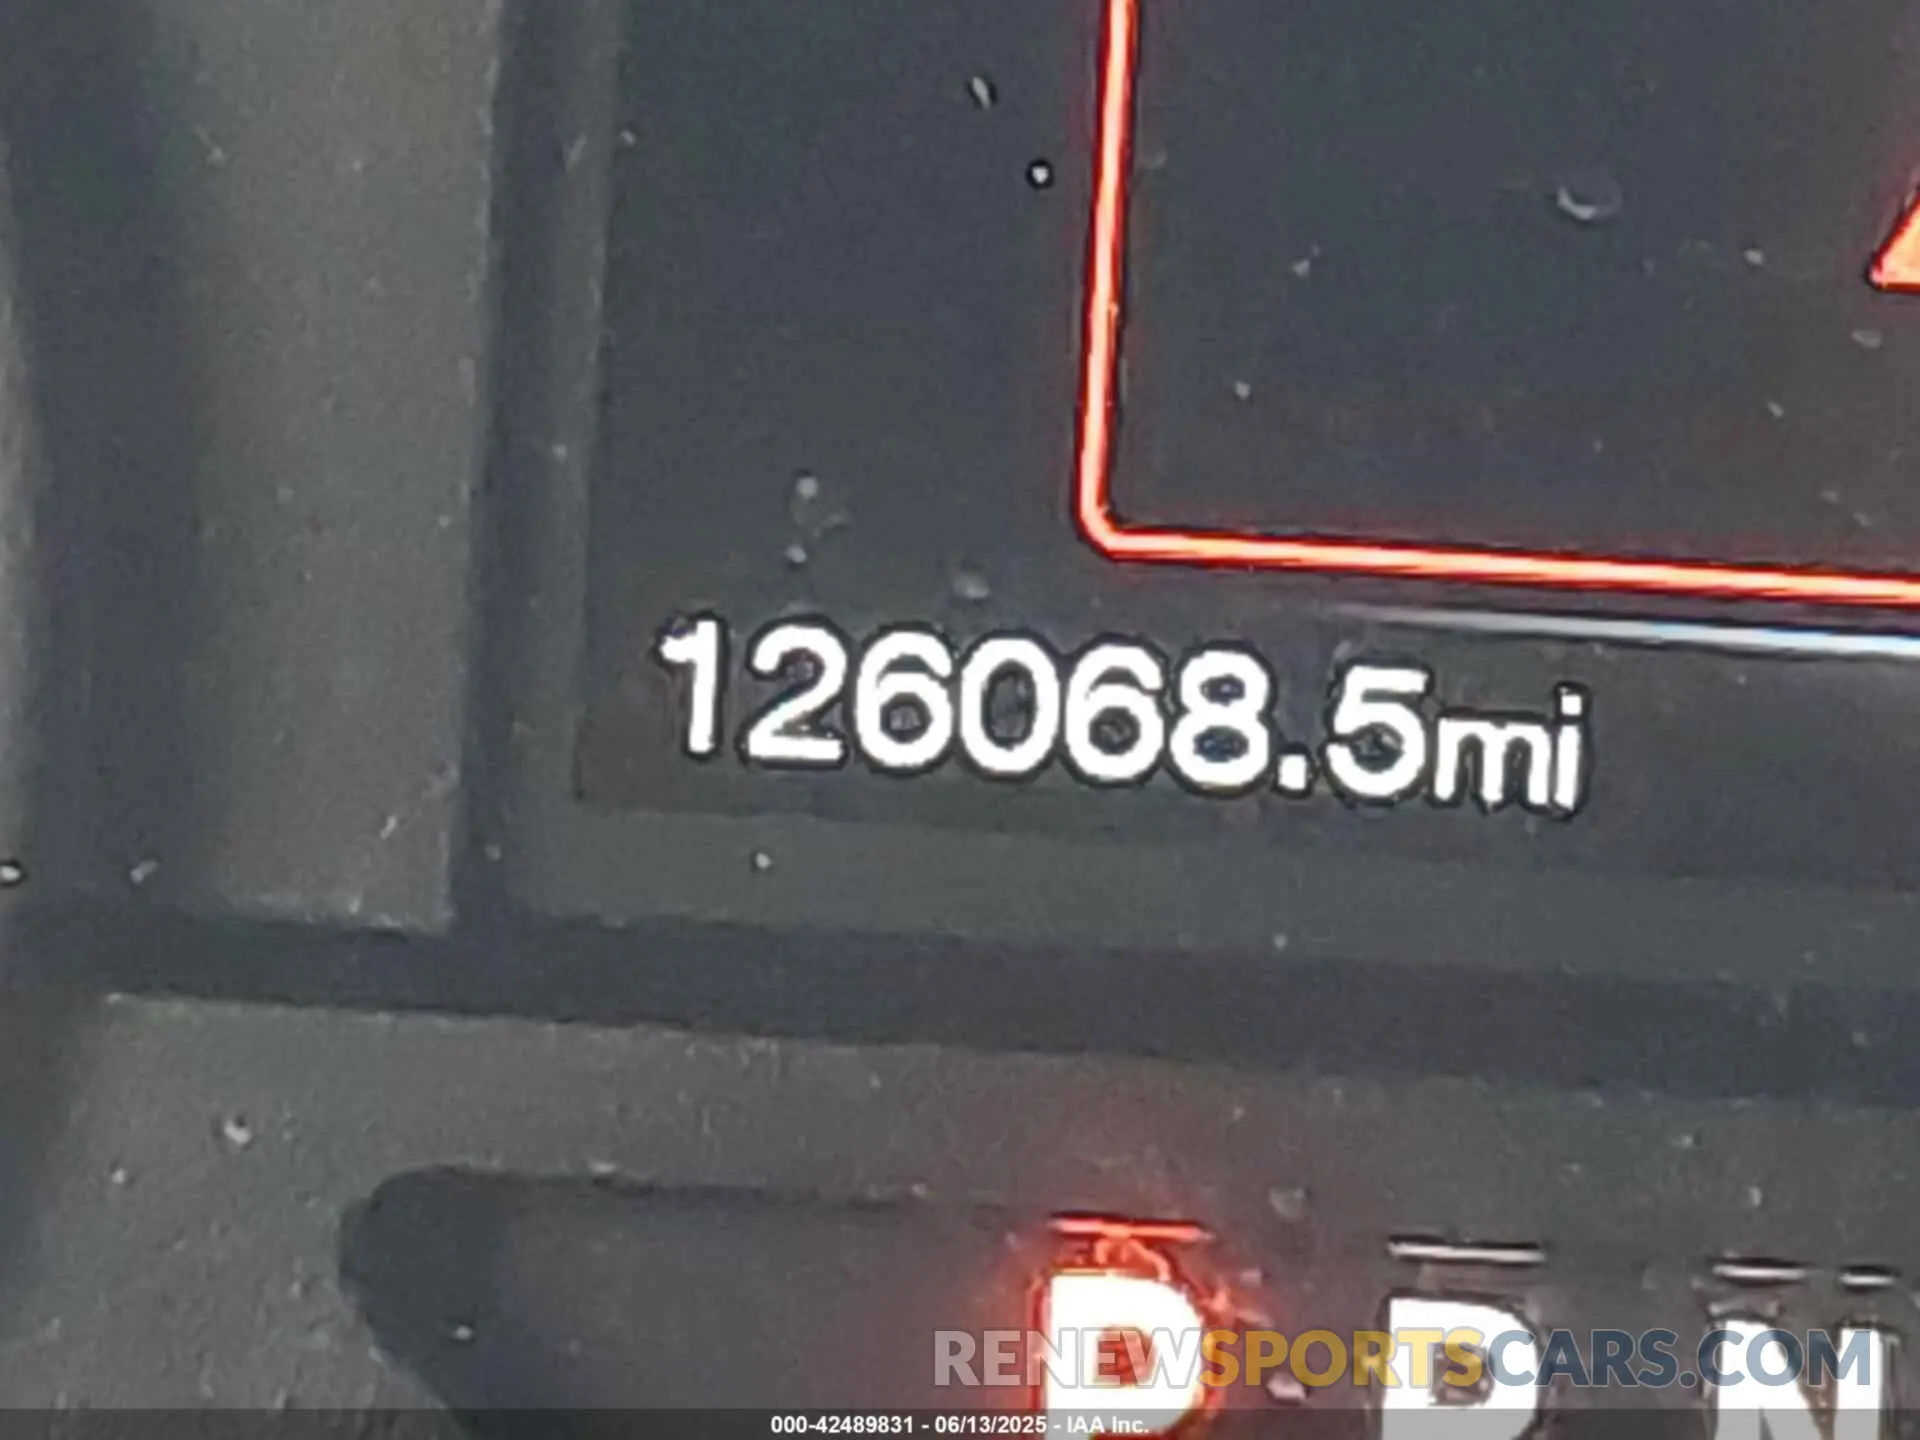 126068.5mi
P R N
RENEWSPORTSCARS.COM
000-42489831 - 06/13/2025 - IAA Inc.